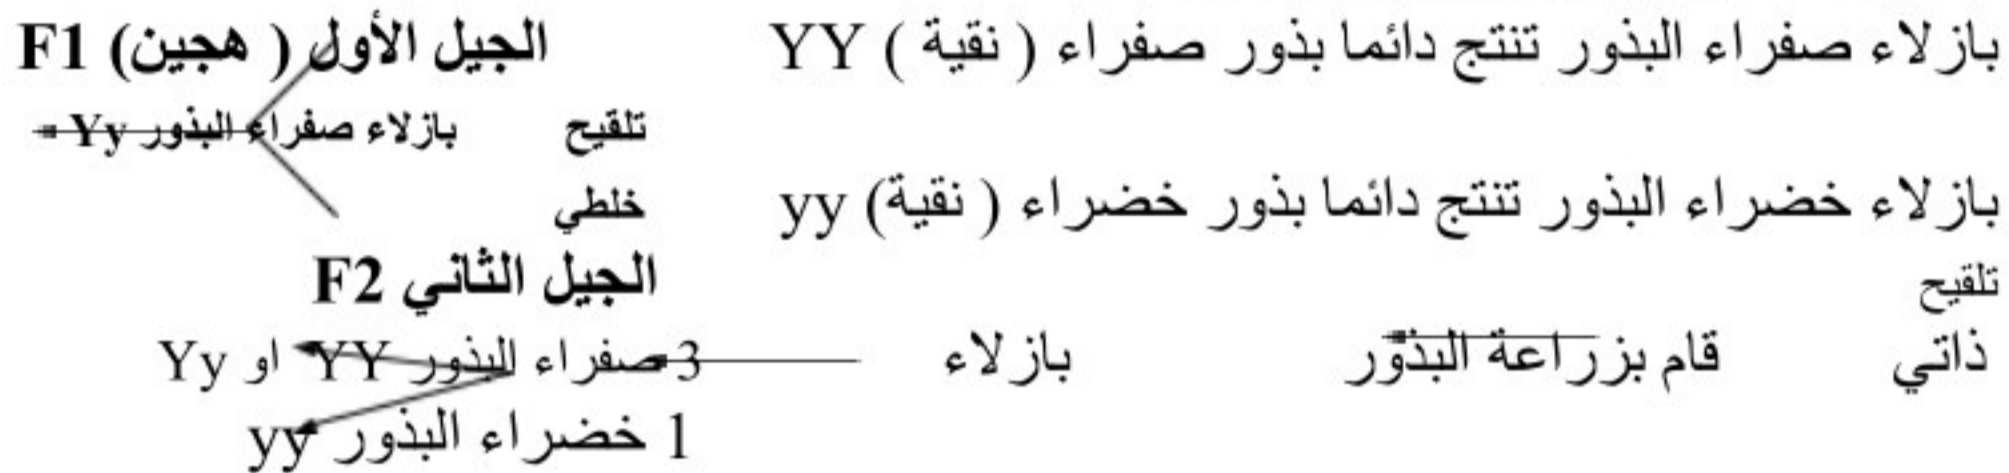 بازلاء صفراء البذور تنتج دائما بذور صفراء ( نقية ) YY
الجيل الأول ( هجين) F1
تلقيح
بازلاء صفراء البذور Yy
بازلاء خضراء البذور تنتج دائما بذور خضراء ( نقية) yy
خلطي
الجيل الثاني F2
تلقيح
ذاتي
قام بزراعة البذور
بازلاء
3 صفراء البذور YY او Yy
1 خضراء البذور yy